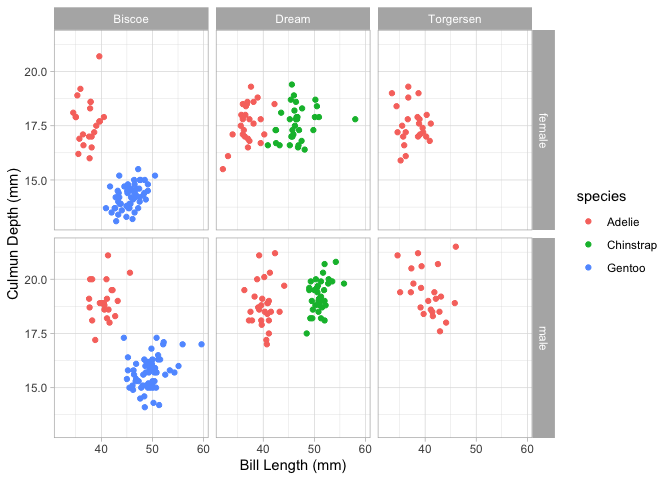 Biscoe Dream Torgersen
20.0
17.5
15.0
female
20.0
17.5
15.0
male
Culmun Depth (mm)
40 50 60 40 50 60 40 50 60
Bill Length (mm)
species
Adelie
Chinstrap
Gentoo